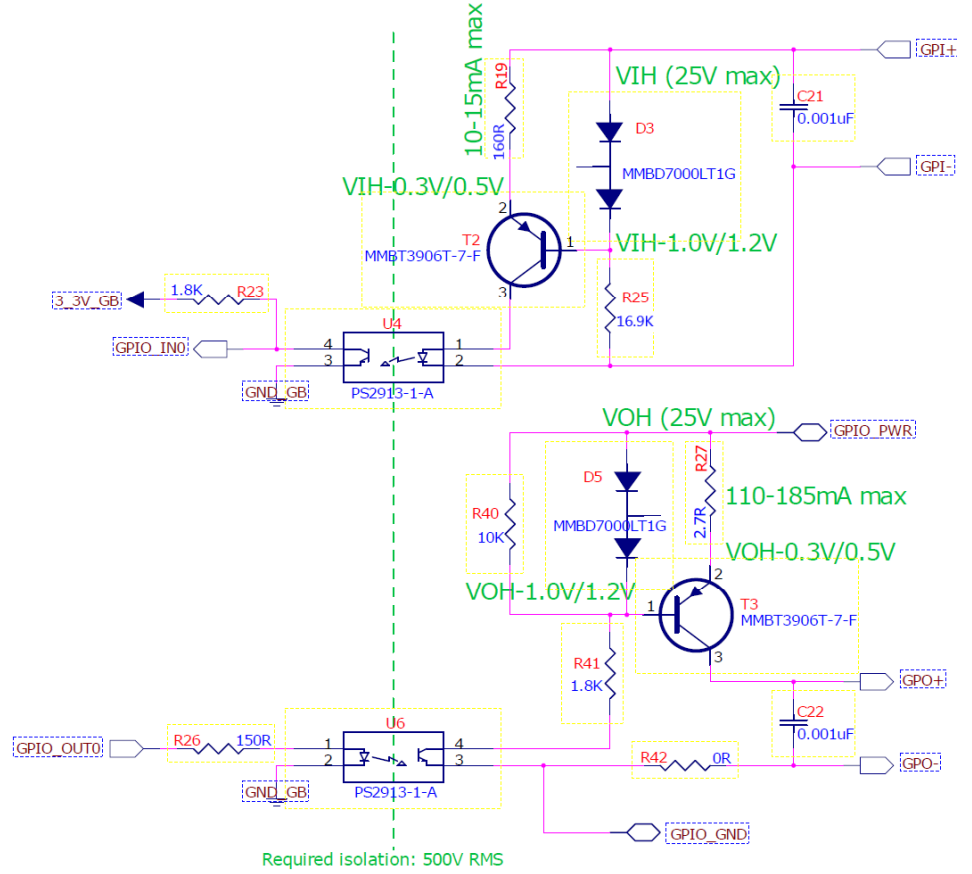 10-15mA max
R19
160R
GPI+
VIH (25V max)
C21
0.001uF
D3
MMBD7000LT1G
GPI-
VIH-0.3V/0.5V
2
T2
MMBT3906T-7-F
1
VIH-1.0V/1.2V
3
R25
16.9K
1.8K
R23
3_3V_GB
GPIO_IN0
U4
4
1
3
2
GND_GB
PS2913-1-A
VOH (25V max)
GPIO_PWR
R27
2.7R
D5
110-185mA max
R40
10K
MMBD7000LT1G
VOH-0.3V/0.5V
2
VOH-1.0V/1.2V
1
T3
MMBT3906T-7-F
3
R41
1.8K
GPO+
C22
0.001uF
U6
GPIO_OUT0
R26
150R
1
4
2
3
R42
0R
GPO-
GND_GB
PS2913-1-A
GPIO_GND
Required isolation: 500V RMS